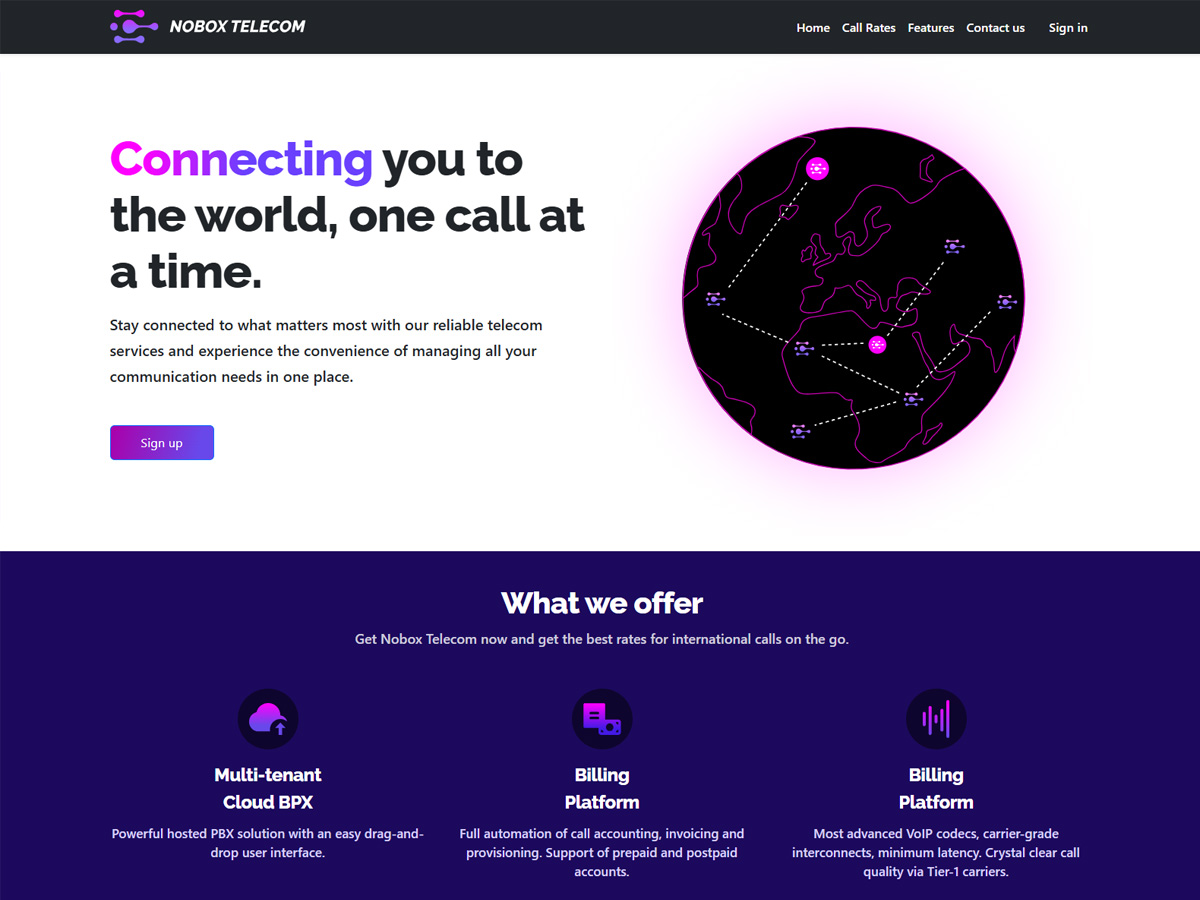 NOBOX TELECOM
Home Call Rates Features Contact us Sign in
Connecting you to
the world, one call at
a time.
Stay connected to what matters most with our reliable telecom
services and experience the convenience of managing all your
communication needs in one place.
Sign up
What we offer
Get Nobox Telecom now and get the best rates for international calls on the go.
Multi-tenant
Cloud BPX
Powerful hosted PBX solution with an easy drag-and-
drop user interface.
Billing
Platform
Full automation of call accounting, invoicing and
provisioning. Support of prepaid and postpaid
accounts.
Billing
Platform
Most advanced VoIP codecs, carrier-grade
interconnects, minimum latency. Crystal clear call
quality via Tier-1 carriers.